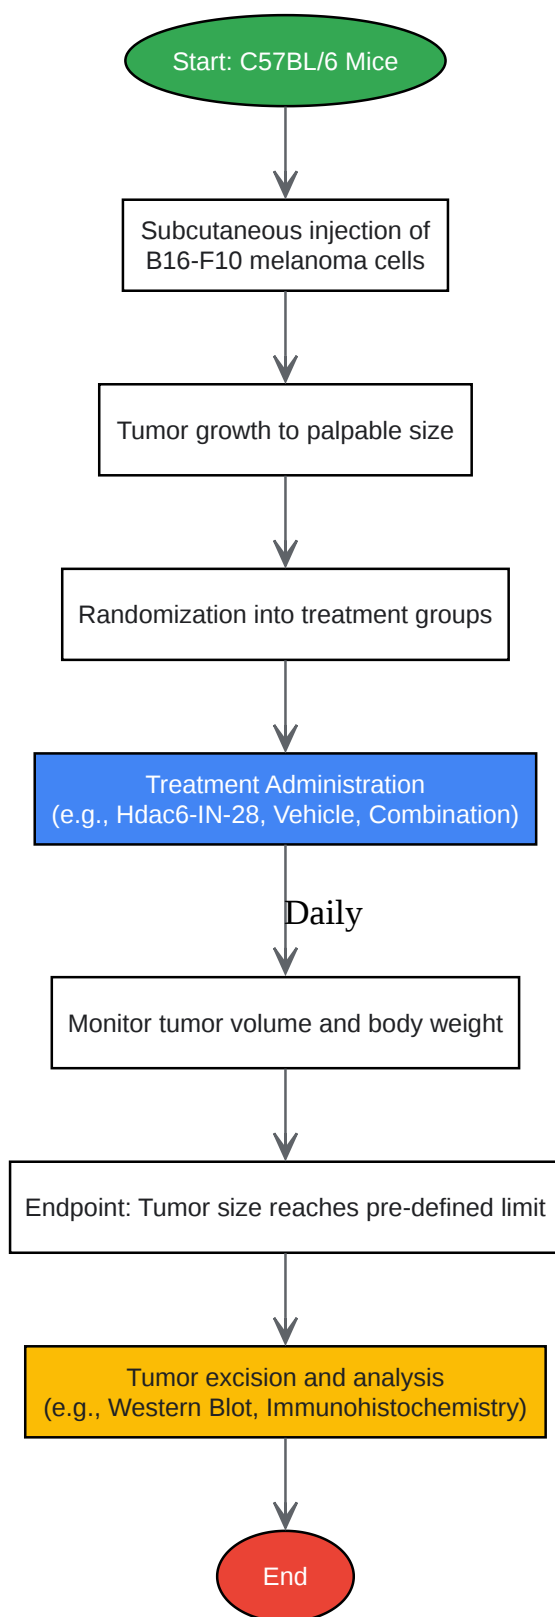 Start: C57BL/6 Mice
Subcutaneous injection of
B16-F10 melanoma cells
Tumor growth to palpable size
Randomization into treatment groups
Treatment Administration
(e.g., Hdac6-IN-28, Vehicle, Combination)
Daily
Monitor tumor volume and body weight
Endpoint: Tumor size reaches pre-defined limit
Tumor excision and analysis
(e.g., Western Blot, Immunohistochemistry)
End